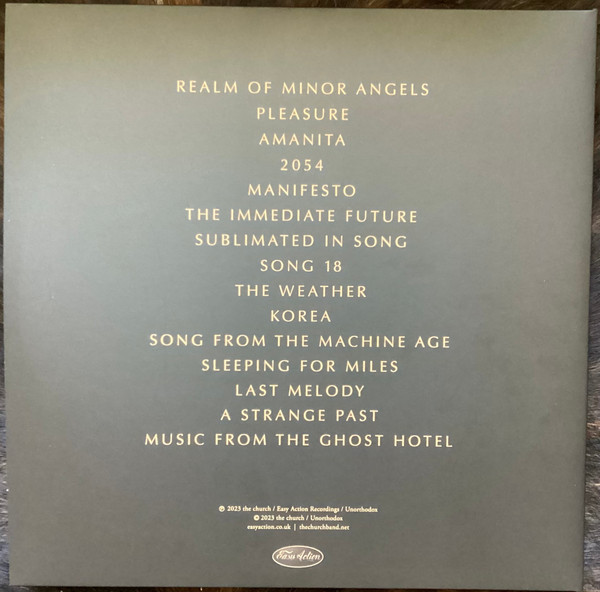 REALM OF MINOR ANGELS
PLEASURE
AMANITA
2054
MANIFESTO
THE IMMEDIATE FUTURE
SUBLIMATED IN SONG
SONG 18
THE WEATHER
KOREA
SONG FROM THE MACHINE AGE
SLEEPING FOR MILES
LAST MELODY
A STRANGE PAST
MUSIC FROM THE GHOST HOTEL
℗ 2023 the church / Easy Action Recordings / Unorthodox
© 2023 the church / Unorthodox
easyaction.co.uk | thechurchband.net
Easy Action